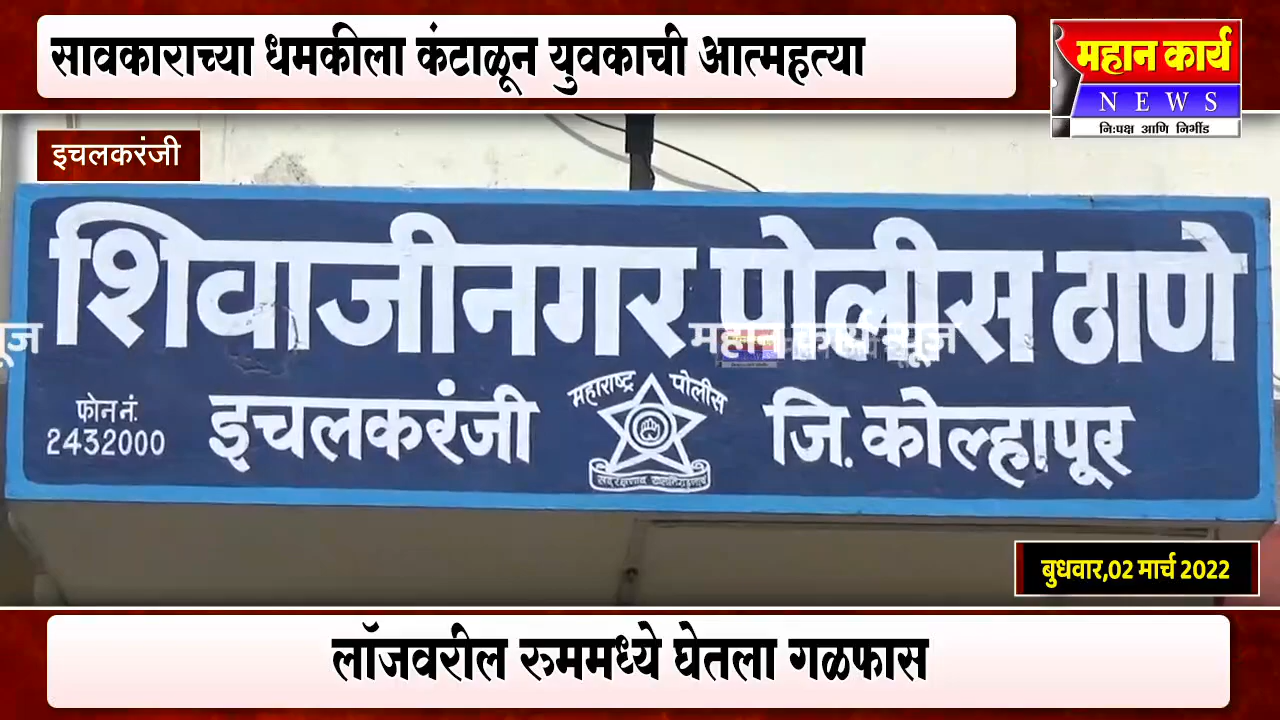 सावकाराच्या धमकीला कंटाळून युवकाची आत्महत्या
महान कार्य
NEWS
नि:पक्ष आणि निर्भीड
इचलकरंजी
शिवाजीनगर पोलीस ठाणे
यूज
महान कार्य न्यूज
फोन नं.
2432000
इचलकरंजी
महाराष्ट्र पोलीस
जि. कोल्हापूर
बुधवार,02 मार्च 2022
लॉजवरील रुममध्ये घेतला गळफास